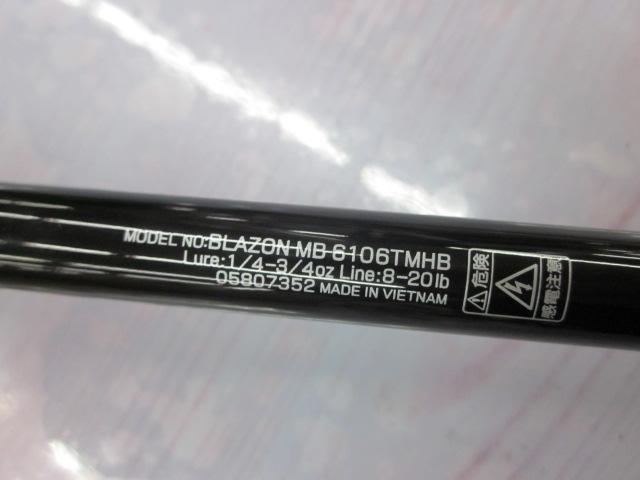 MODEL NO:BLAZON MB 6106TMHB
Lure:1/4-3/4oz Line:8-20lb
05807352 MADE IN VIETNAM
危険
感電注意